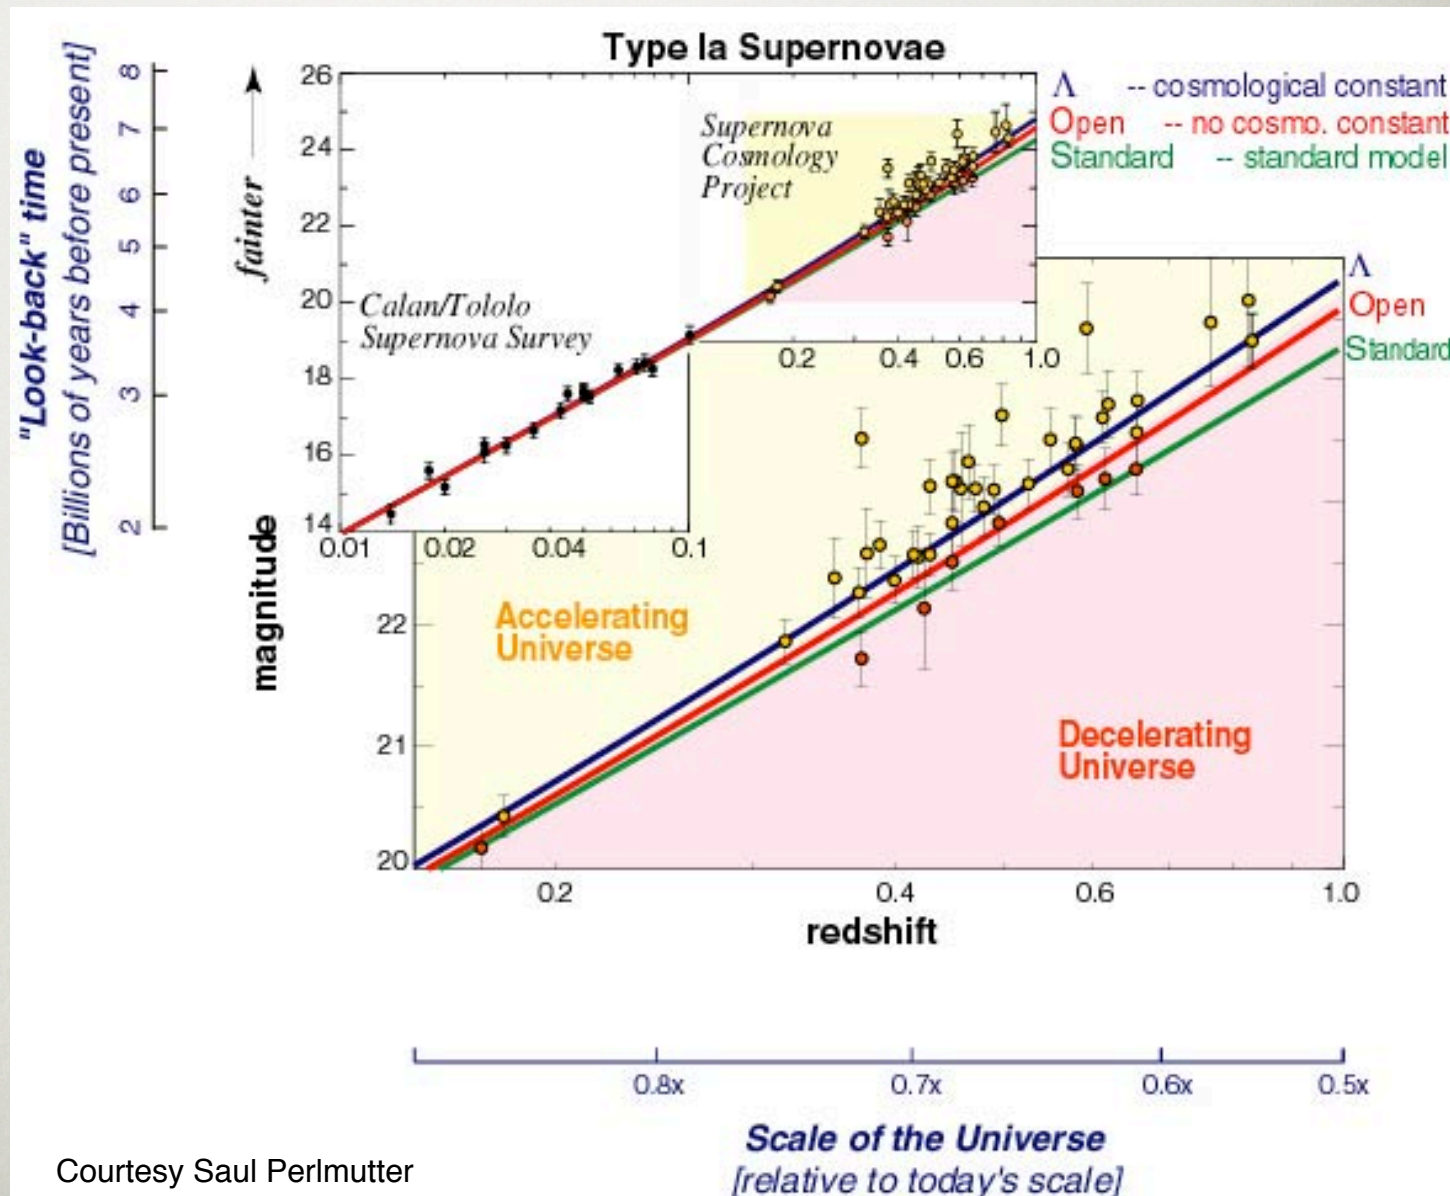 Type Ia Supernovae
"Look-back" time
[Billions of years before present]
8
7
6
5
4
3
2
fainter
magnitude
26
24
22
20
18
16
14
0.01
0.02
0.04
0.1
Supernova
Cosmology
Project
Calan/Tololo
Supernova Survey
0.2
0.4
0.6
1.0
Λ -- cosmological constant
Open -- no cosmo. constant
Standard -- standard model
Λ
Open
Standard
22
21
20
Accelerating
Universe
Decelerating
Universe
0.2
0.4
0.6
1.0
redshift
0.8x
0.7x
0.6x
0.5x
Scale of the Universe
[relative to today's scale]
Courtesy Saul Perlmutter